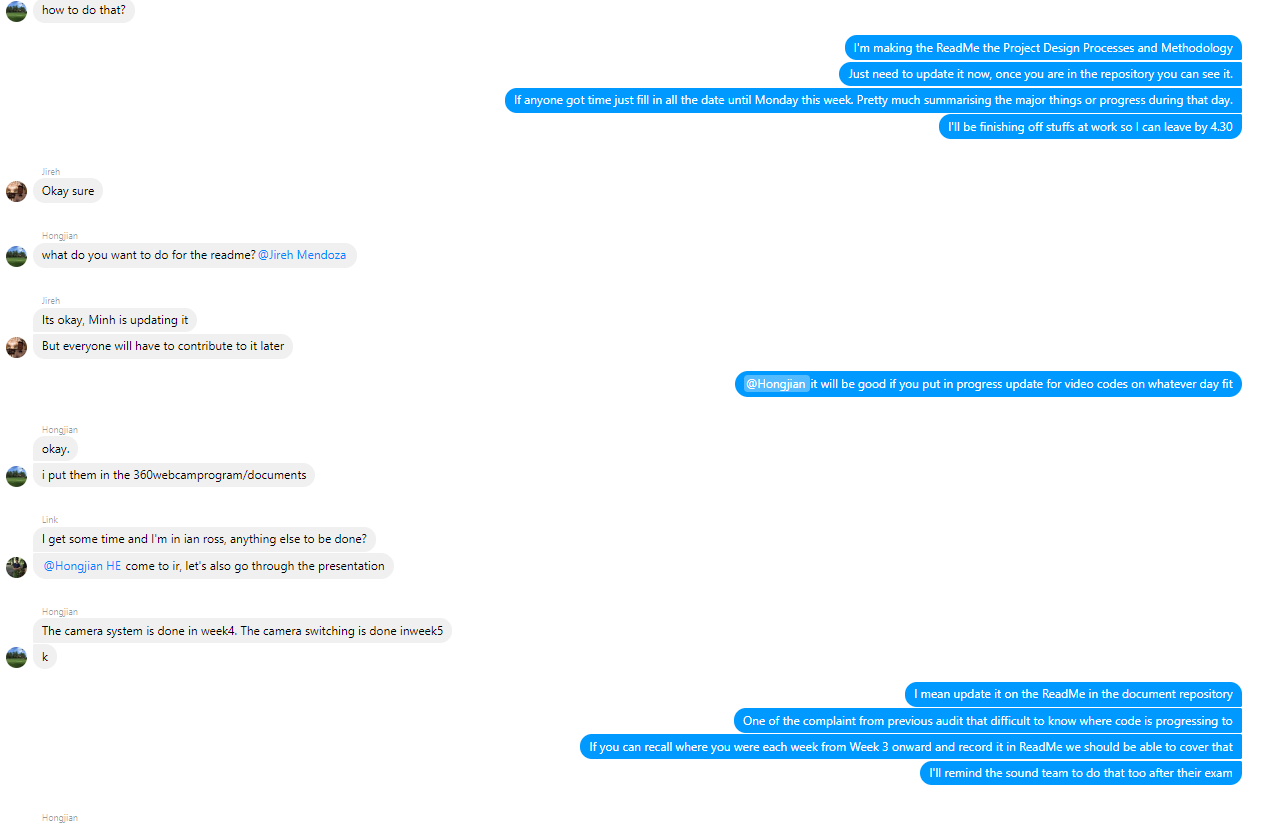 how to do that?
I'm making the ReadMe the Project Design Processes and Methodology
Just need to update it now, once you are in the repository you can see it.
If anyone got time just fill in all the date until Monday this week. Pretty much summarising the major things or progress during that day.
I'll be finishing off stuffs at work so I can leave by 4.30
Jireh
Okay sure
Hongjian
what do you want to do for the readme? @Jireh Mendoza
Jireh
Its okay, Minh is updating it
But everyone will have to contribute to it later
@Hongjian it will be good if you put in progress update for video codes on whatever day fit
Hongjian
okay.
i put them in the 360webcamprogram/documents
Link
I get some time and I'm in ian ross, anything else to be done?
@Hongjian HE come to ir, let's also go through the presentation
Hongjian
The camera system is done in week4. The camera switching is done inweek5
k
I mean update it on the ReadMe in the document repository
One of the complaint from previous audit that difficult to know where code is progressing to
If you can recall where you were each week from Week 3 onward and record it in ReadMe we should be able to cover that
I'll remind the sound team to do that too after their exam
Hongjian